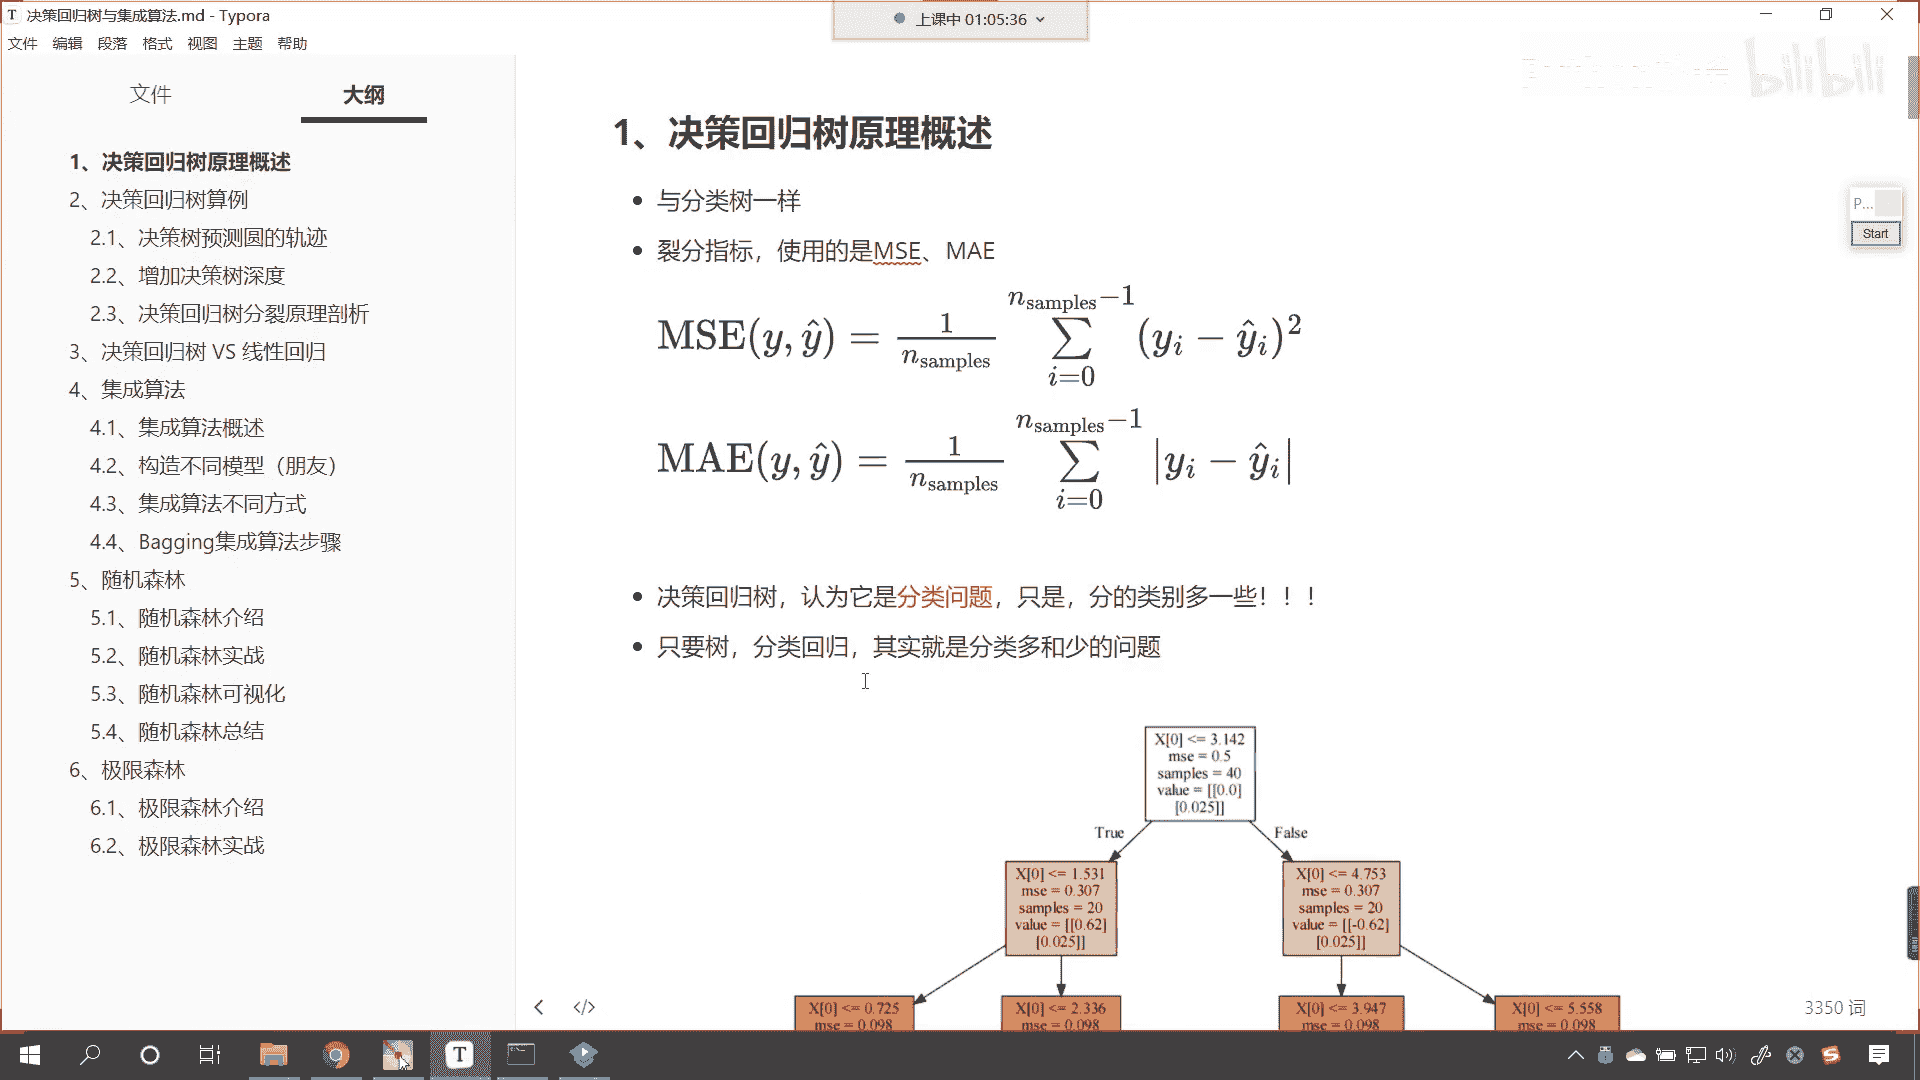 决策回归树与集成算法.md - Typora
上课中 01:05:36
文件 编辑 段落 格式 视图 主题 帮助
bilibili
文件 大纲
1、决策回归树原理概述
2、决策回归树算例
2.1、决策树预测圆的轨迹
2.2、增加决策树深度
2.3、决策回归树分裂原理剖析
3、决策回归树 VS 线性回归
4、集成算法
4.1、集成算法概述
4.2、构造不同模型（朋友）
4.3、集成算法不同方式
4.4、Bagging集成算法步骤
5、随机森林
5.1、随机森林介绍
5.2、随机森林实战
5.3、随机森林可视化
5.4、随机森林总结
6、极限森林
6.1、极限森林介绍
6.2、极限森林实战
1、决策回归树原理概述
与分类树一样
裂分指标，使用的是MSE、MAE
MSE(y, ŷ) = 1/n_samples ∑_{i=0}^{n_samples−1} (y_i − ŷ_i)²
MAE(y, ŷ) = 1/n_samples ∑_{i=0}^{n_samples−1} |y_i − ŷ_i|
决策回归树，认为它是分类问题，只是，分的类别多一些！！！
只要树，分类回归，其实就是分类多和少的问题
X[0] <= 3.142
mse = 0.5
samples = 40
value = [[0.0]
[0.025]]
True
False
X[0] <= 1.531
mse = 0.307
samples = 20
value = [[0.62]
[0.025]]
X[0] <= 4.753
mse = 0.307
samples = 20
value = [[-0.62]
[0.025]]
X[0] <= 0.725
mse = 0.098
X[0] <= 2.336
mse = 0.098
X[0] <= 3.947
mse = 0.098
X[0] <= 5.558
mse = 0.098
P...
Start
3350 词